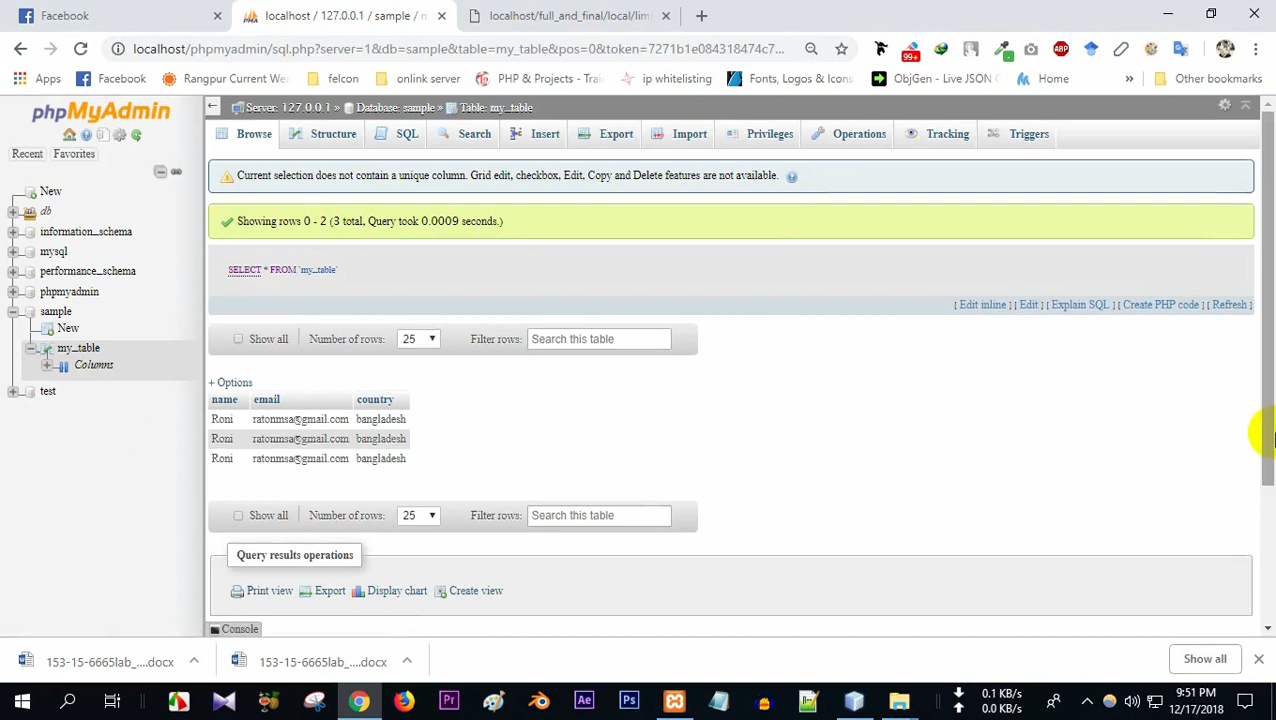 Facebook
localhost / 127.0.0.1 / sample / m
localhost/full_and_final/local/lim
localhost/phpmyadmin/sql.php?server=1&db=sample&table=my_table&pos=0&token=7271b1e084318474c7...
99+
ABP
Apps
Facebook
Rangpur Current We
felcon
onlink server
PHP & Projects - Trai
ip whitelisting
Fonts, Logos & Icons
ObjGen - Live JSON G
Home
»
Other bookmarks
phpMyAdmin
Recent
Favorites
New
db
information_schema
mysql
performance_schema
phpmyadmin
sample
New
my_table
Columns
test
Server: 127.0.0.1 » Database: sample » Table: my_table
Browse
Structure
SQL
Search
Insert
Export
Import
Privileges
Operations
Tracking
Triggers
Current selection does not contain a unique column. Grid edit, checkbox, Edit, Copy and Delete features are not available.
Showing rows 0 - 2 (3 total, Query took 0.0009 seconds.)
SELECT * FROM `my_table`
[ Edit inline ] [ Edit ] [ Explain SQL ] [ Create PHP code ] [ Refresh ]
Show all
Number of rows: 25
Filter rows: Search this table
+ Options
name email country
Roni ratonmsa@gmail.com bangladesh
Roni ratonmsa@gmail.com bangladesh
Roni ratonmsa@gmail.com bangladesh
Show all
Number of rows: 25
Filter rows: Search this table
Query results operations
Print view Export Display chart Create view
Console
153-15-6665lab_....docx
153-15-6665lab_....docx
Show all
Pr
Ae
Ps
0.1 KB/s
0.0 KB/s
9:51 PM
12/17/2018